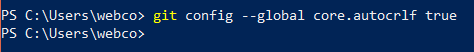 PS C:\Users\webco> git config --global core.autocrlf true
PS C:\Users\webco>